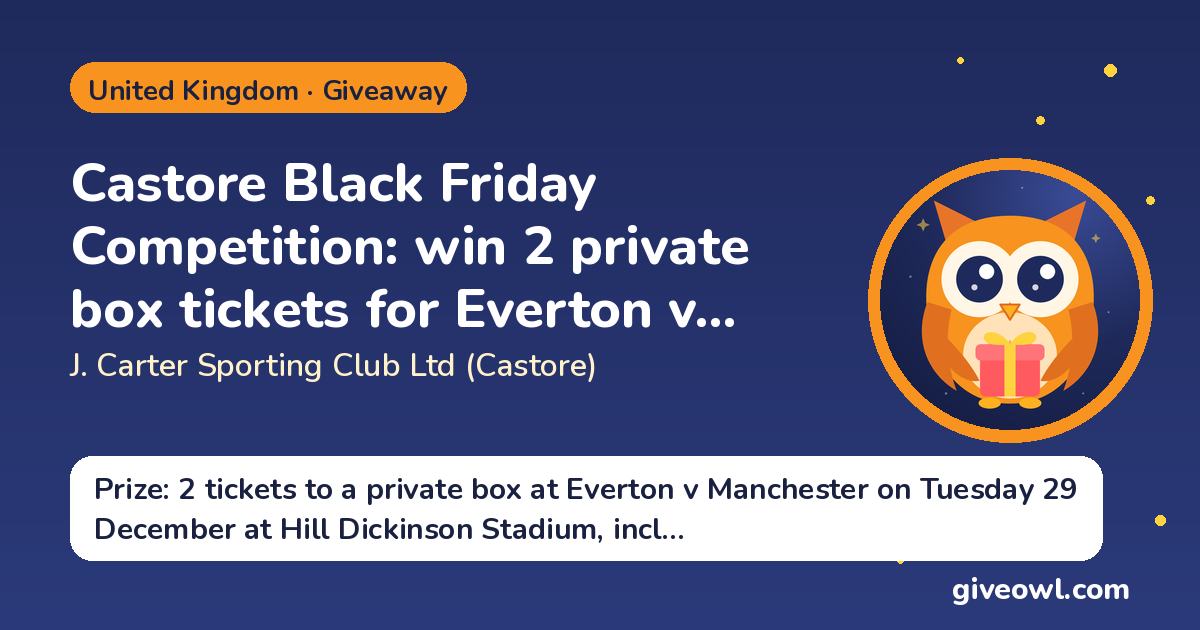 United Kingdom · Giveaway
Castore Black Friday
Competition: win 2 private
box tickets for Everton v...
J. Carter Sporting Club Ltd (Castore)
Prize: 2 tickets to a private box at Everton v Manchester on Tuesday 29
December at Hill Dickinson Stadium, incl...
giveowl.com